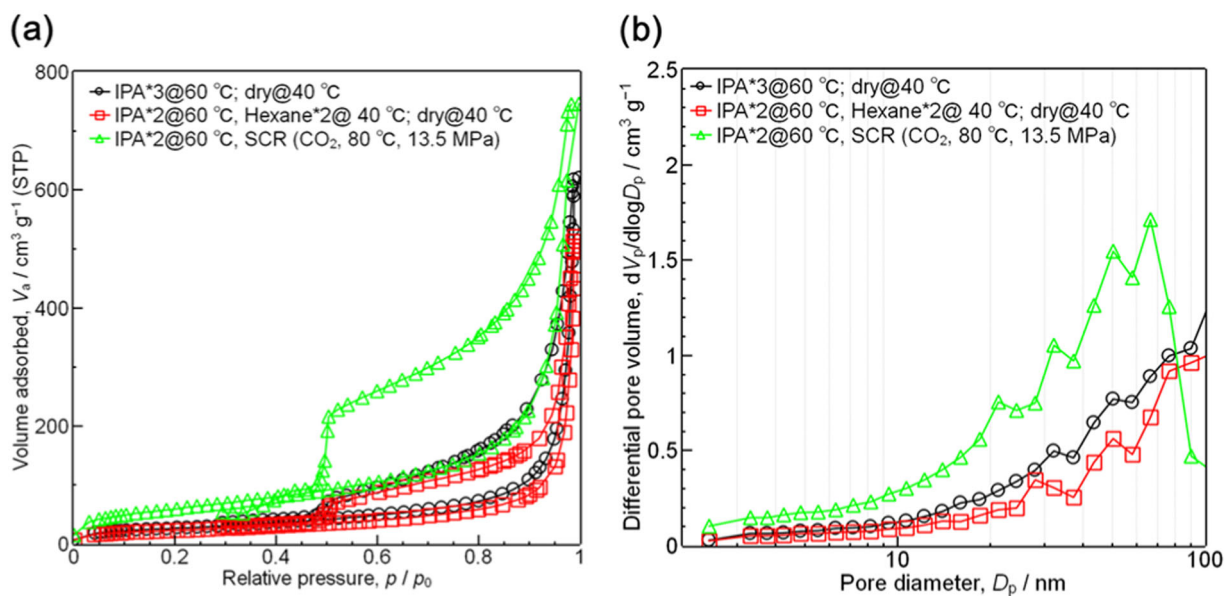 (a)
800
600
400
200
0
0
0.2
0.4
0.6
0.8
1
Volume adsorbed, Vₐ / cm³ g⁻¹ (STP)
Relative pressure, p / p₀
IPA*3@60 °C; dry@40 °C
IPA*2@60 °C, Hexane*2@ 40 °C; dry@40 °C
IPA*2@60 °C, SCR (CO₂, 80 °C, 13.5 MPa)
(b)
2.5
2
1.5
1
0.5
0
10
100
Differential pore volume, dVₚ/dlogDₚ / cm³ g⁻¹
Pore diameter, Dₚ / nm
IPA*3@60 °C; dry@40 °C
IPA*2@60 °C, Hexane*2@ 40 °C; dry@40 °C
IPA*2@60 °C, SCR (CO₂, 80 °C, 13.5 MPa)